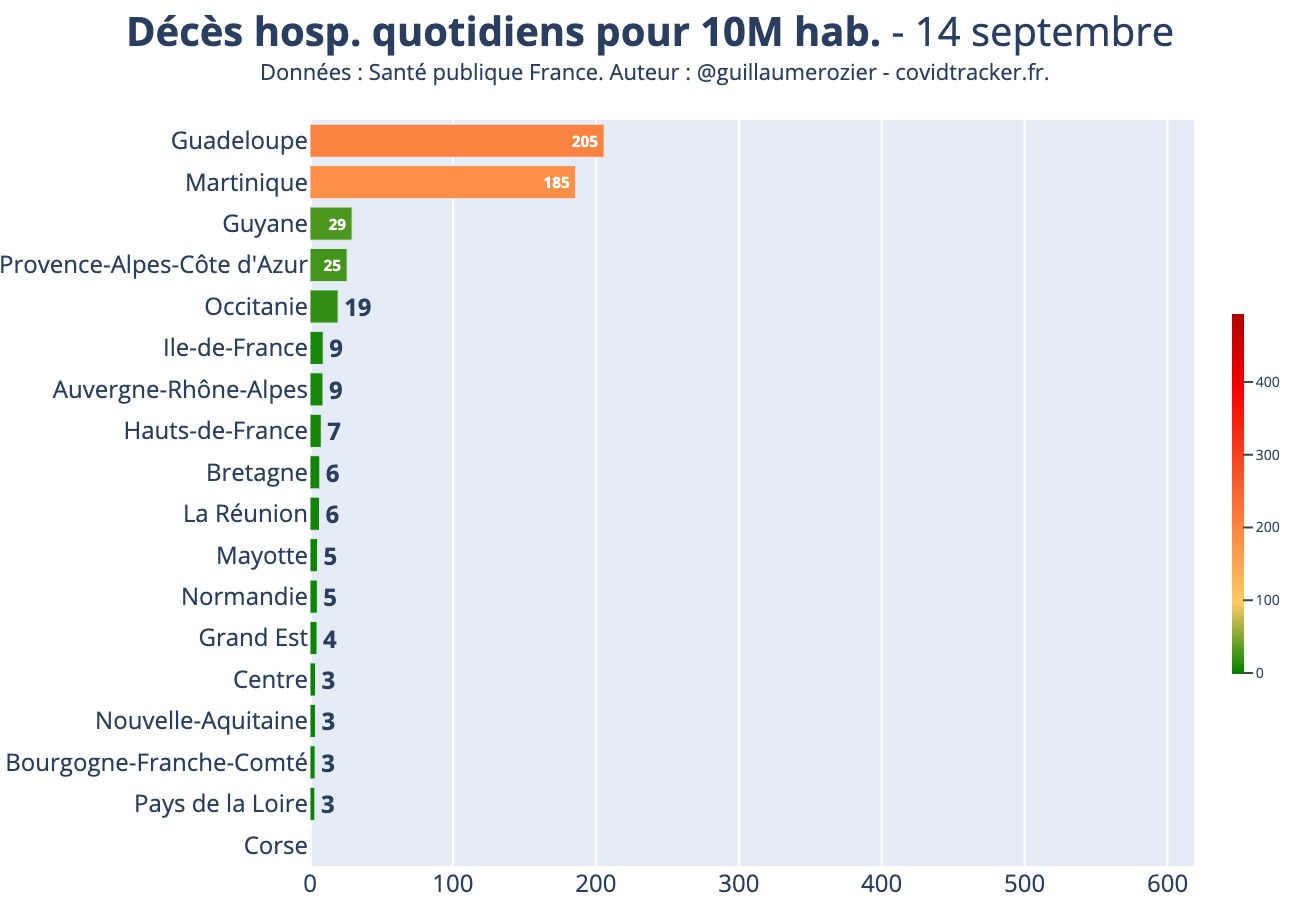 Décès hosp. quotidiens pour 10M hab. - 14 septembre
Données : Santé publique France. Auteur : @guillaumerozier - covidtracker.fr.
Guadeloupe 205
Martinique 185
Guyane 29
Provence-Alpes-Côte d'Azur 25
Occitanie 19
Ile-de-France 9
Auvergne-Rhône-Alpes 9
Hauts-de-France 7
Bretagne 6
La Réunion 6
Mayotte 5
Normandie 5
Grand Est 4
Centre 3
Nouvelle-Aquitaine 3
Bourgogne-Franche-Comté 3
Pays de la Loire 3
Corse
0 100 200 300 400 500 600
400
300
200
100
0